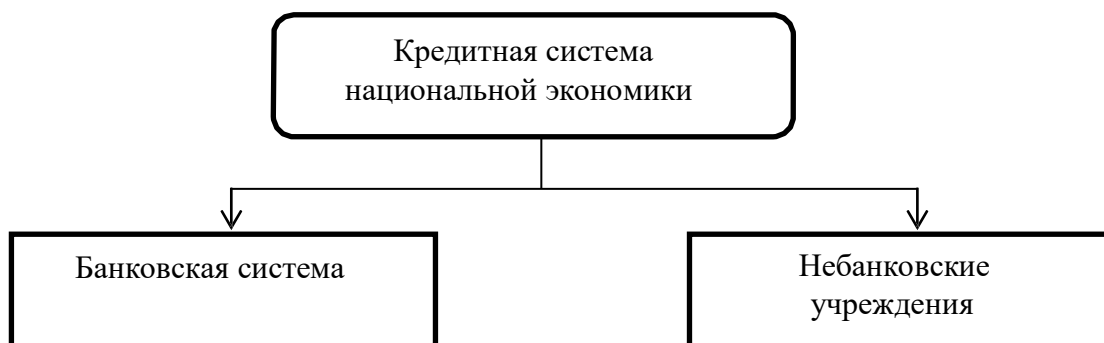 Кредитная система
национальной экономики
Банковская система
Небанковские
учреждения